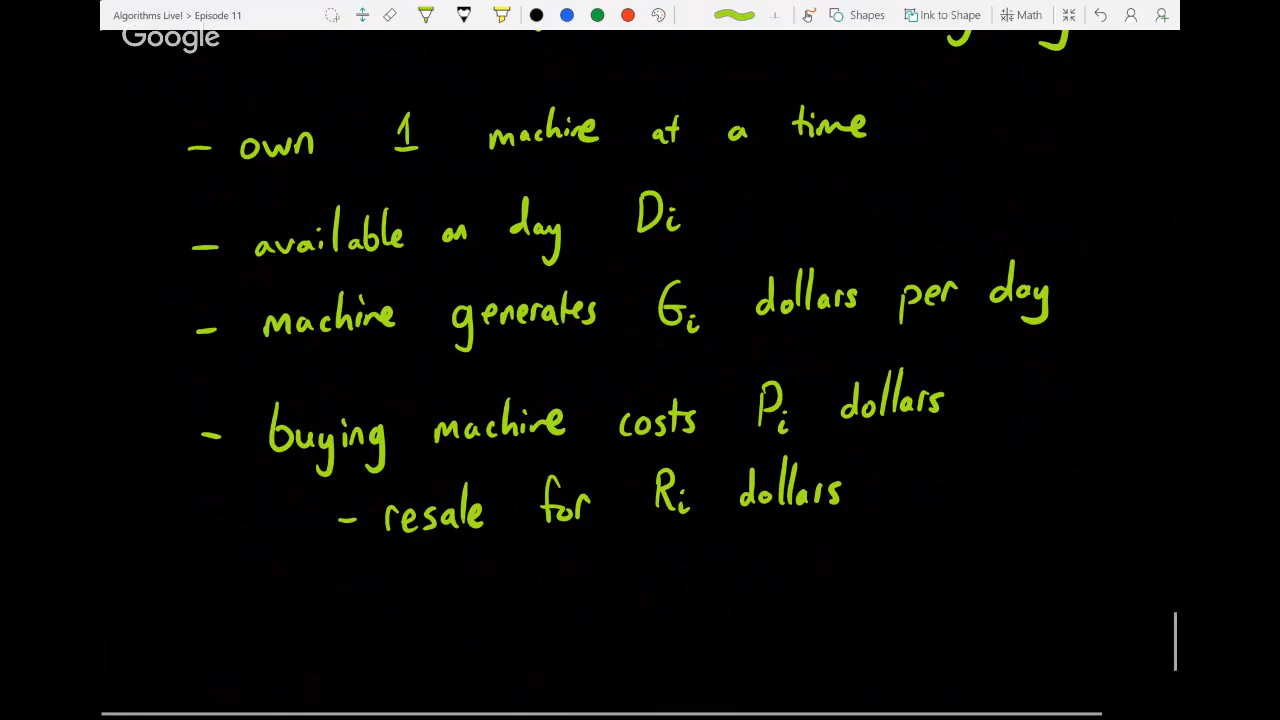 Algorithms Live! > Episode 11
Shapes
Ink to Shape
Math
Google
- own 1 machine at a time
- available on day Di
- machine generates Gi dollars per day
- buying machine costs Pi dollars
- resale for Ri dollars